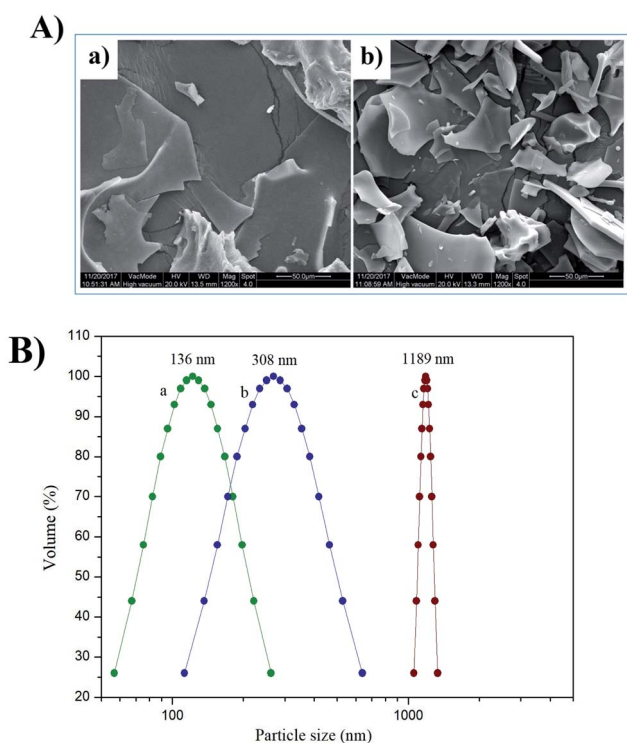 A)
a)
b)
11/20/2017 VacMode HV WD Mag Spot 50.0µm
10:51:31 AM High vacuum 20.0 kV 13.5 mm 1200x 4.0
11/20/2017 VacMode HV WD Mag Spot 50.0µm
11:08:59 AM High vacuum 20.0 kV 13.3 mm 1200x 4.0
B)
136 nm 308 nm 1189 nm
a b c
100
90
80
70
60
50
40
30
20
Volume (%)
100 1000
Particle size (nm)